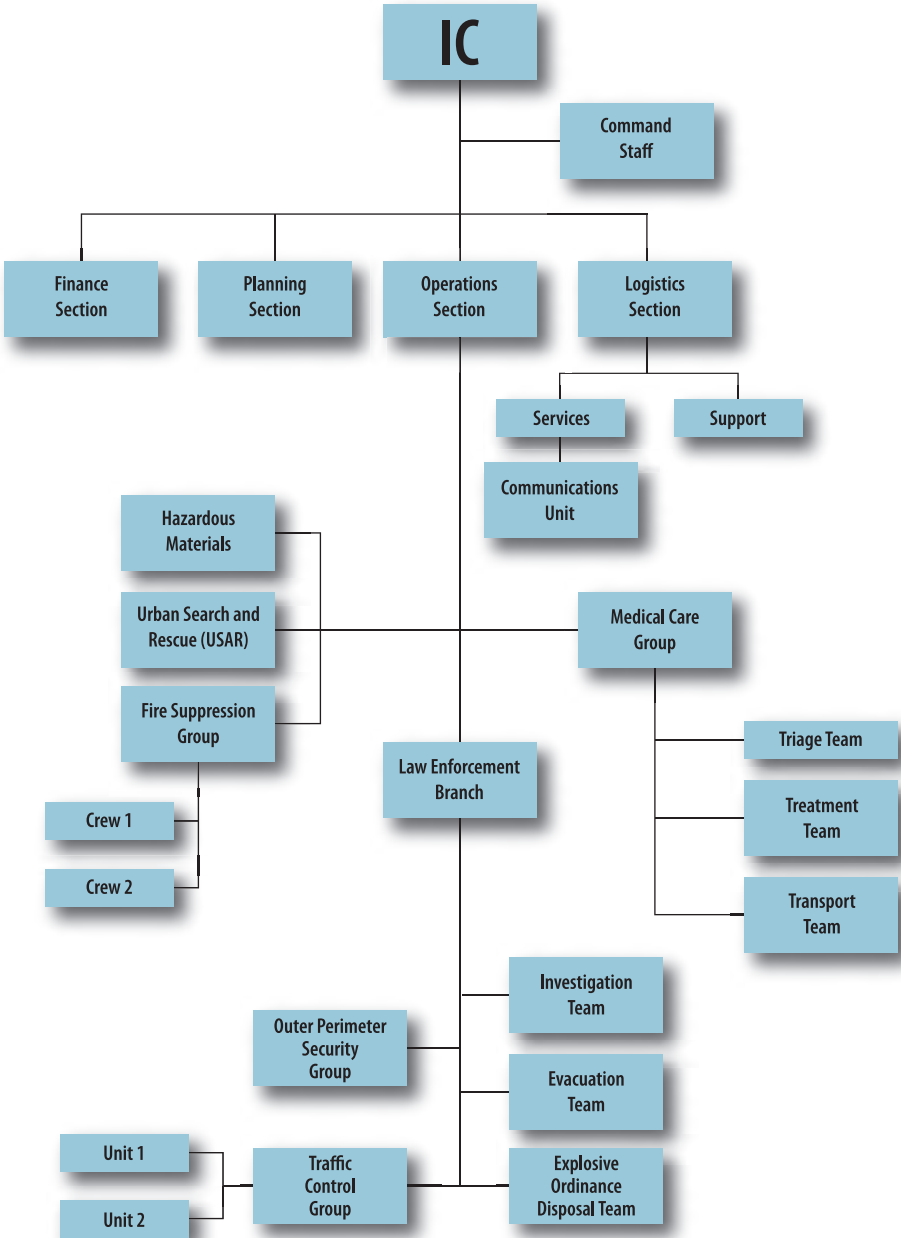 IC
Command
Staff
Finance
Section
Planning
Section
Operations
Section
Logistics
Section
Services
Support
Communications
Unit
Hazardous
Materials
Urban Search and
Rescue (USAR)
Medical Care
Group
Fire Suppression
Group
Law Enforcement
Branch
Triage Team
Crew 1
Treatment
Team
Crew 2
Transport
Team
Investigation
Team
Outer Perimeter
Security
Group
Evacuation
Team
Unit 1
Unit 2
Traffic
Control
Group
Explosive
Ordinance
Disposal Team